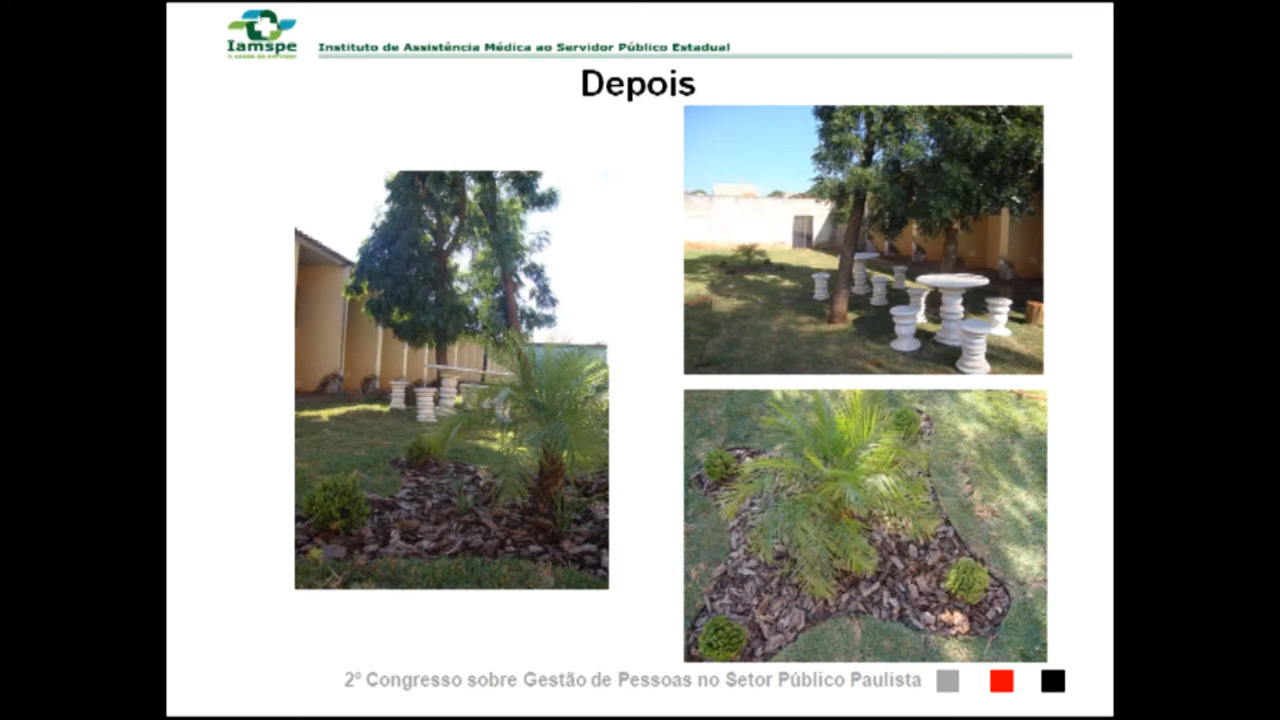 Iamspe
Instituto de Assistência Médica ao Servidor Público Estadual
Depois
2º Congresso sobre Gestão de Pessoas no Setor Público Paulista